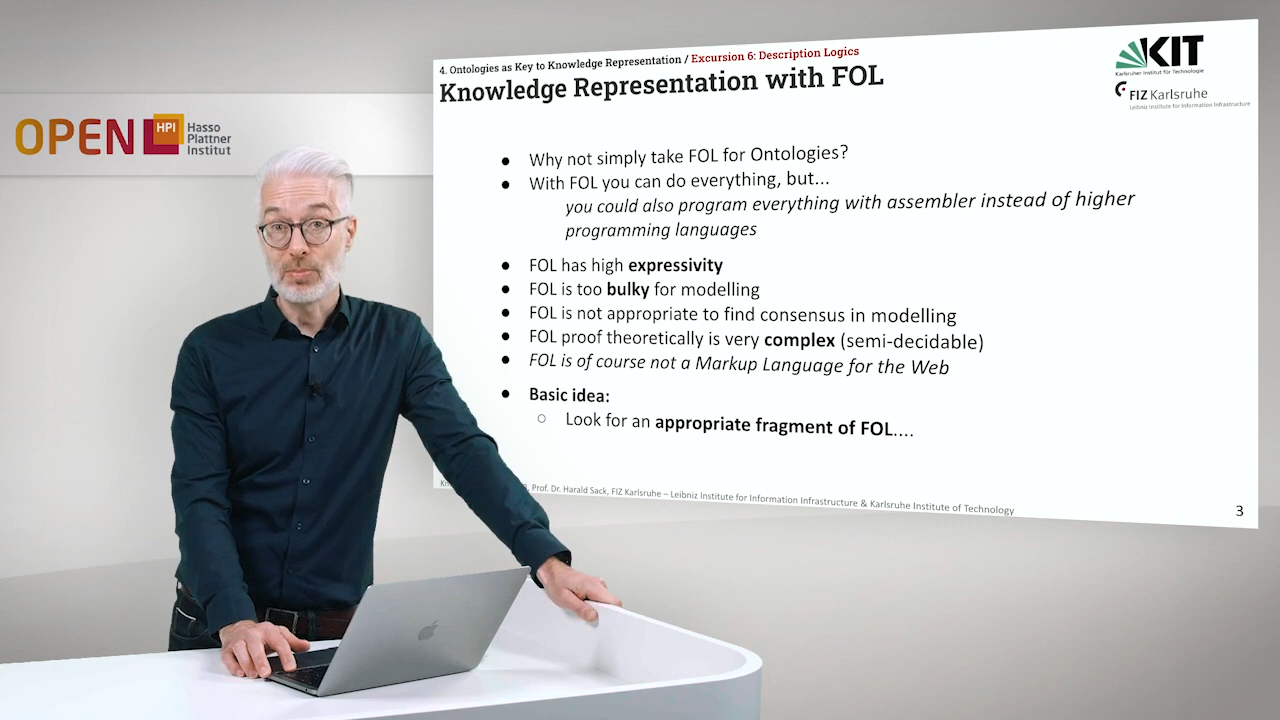 OPEN HPI Hasso
Plattner
Institut
4. Ontologies as Key to Knowledge Representation / Excursion 6: Description Logics
Knowledge Representation with FOL
KIT
Karlsruher Institut für Technologie
FIZ Karlsruhe
Leibniz Institute for Information Infrastructure
● Why not simply take FOL for Ontologies?
● With FOL you can do everything, but...
you could also program everything with assembler instead of higher
programming languages
● FOL has high expressivity
● FOL is too bulky for modelling
● FOL is not appropriate to find consensus in modelling
● FOL proof theoretically is very complex (semi-decidable)
● FOL is of course not a Markup Language for the Web
● Basic idea:
○ Look for an appropriate fragment of FOL....
Prof. Dr. Harald Sack, FIZ Karlsruhe – Leibniz Institute for Information Infrastructure & Karlsruhe Institute of Technology
3